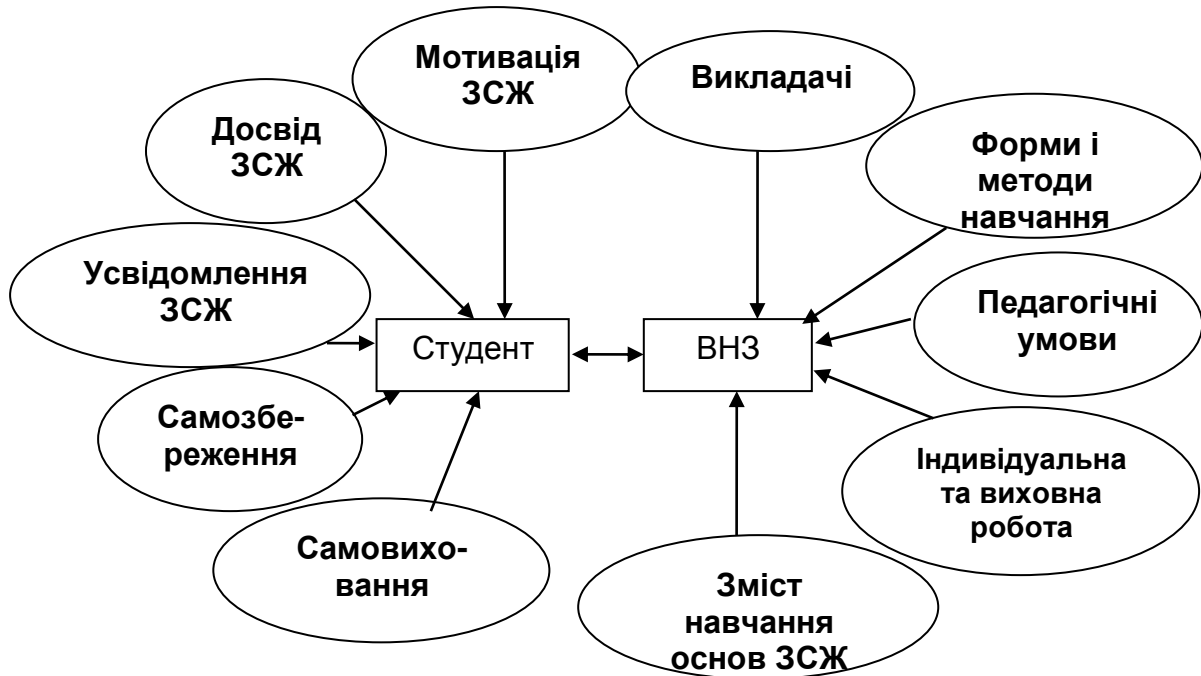 Мотивація
ЗСЖ
Викладачі
Досвід
ЗСЖ
Форми і
методи
навчання
Усвідомлення
ЗСЖ
Педагогічні
умови
Студент
ВНЗ
Самозбе-
реження
Індивідуальна
та виховна
робота
Самовихо-
вання
Зміст
навчання
основ ЗСЖ